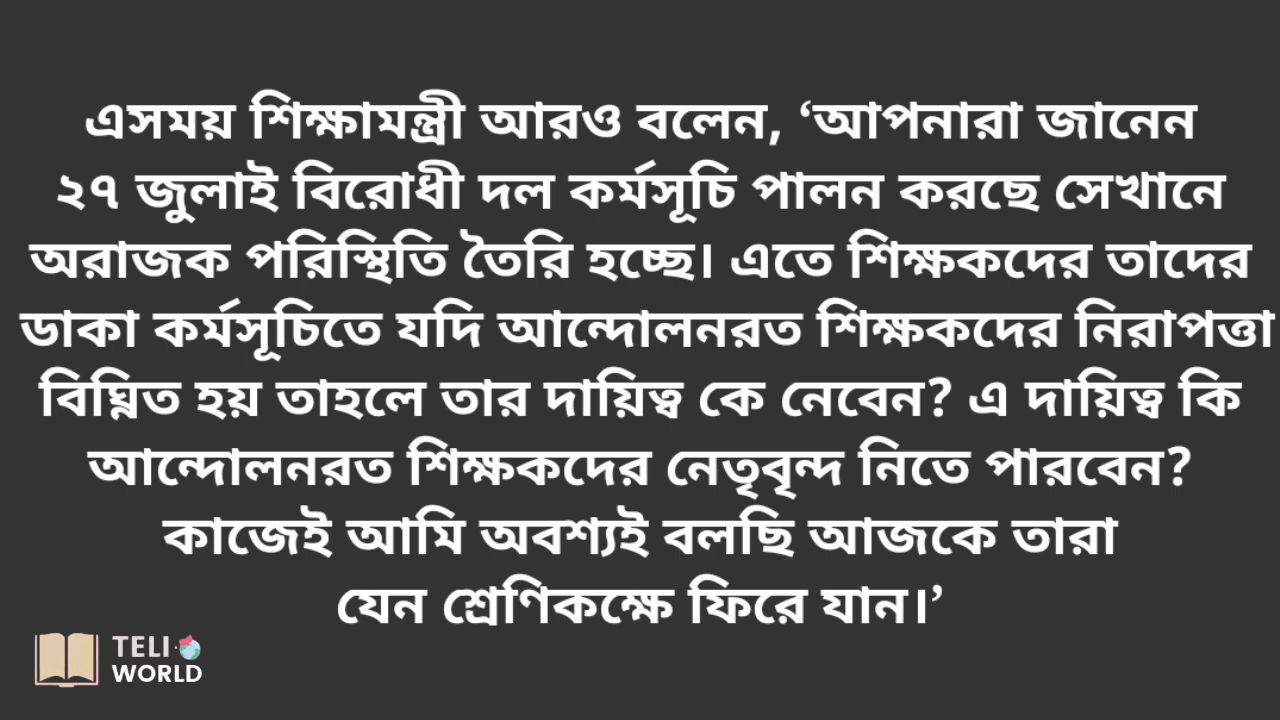 এসময় শিক্ষামন্ত্রী আরও বলেন, ‘আপনারা জানেন
২৭ জুলাই বিরোধী দল কর্মসূচি পালন করছে সেখানে
অরাজক পরিস্থিতি তৈরি হচ্ছে। এতে শিক্ষকদের তাদের
ডাকা কর্মসূচিতে যদি আন্দোলনরত শিক্ষকদের নিরাপত্তা
বিঘ্নিত হয় তাহলে তার দায়িত্ব কে নেবেন? এ দায়িত্ব কি
আন্দোলনরত শিক্ষকদের নেতৃবৃন্দ নিতে পারবেন?
কাজেই আমি অবশ্যই বলছি আজকে তারা
যেন শ্রেণিকক্ষে ফিরে যান।’
TELI
WORLD